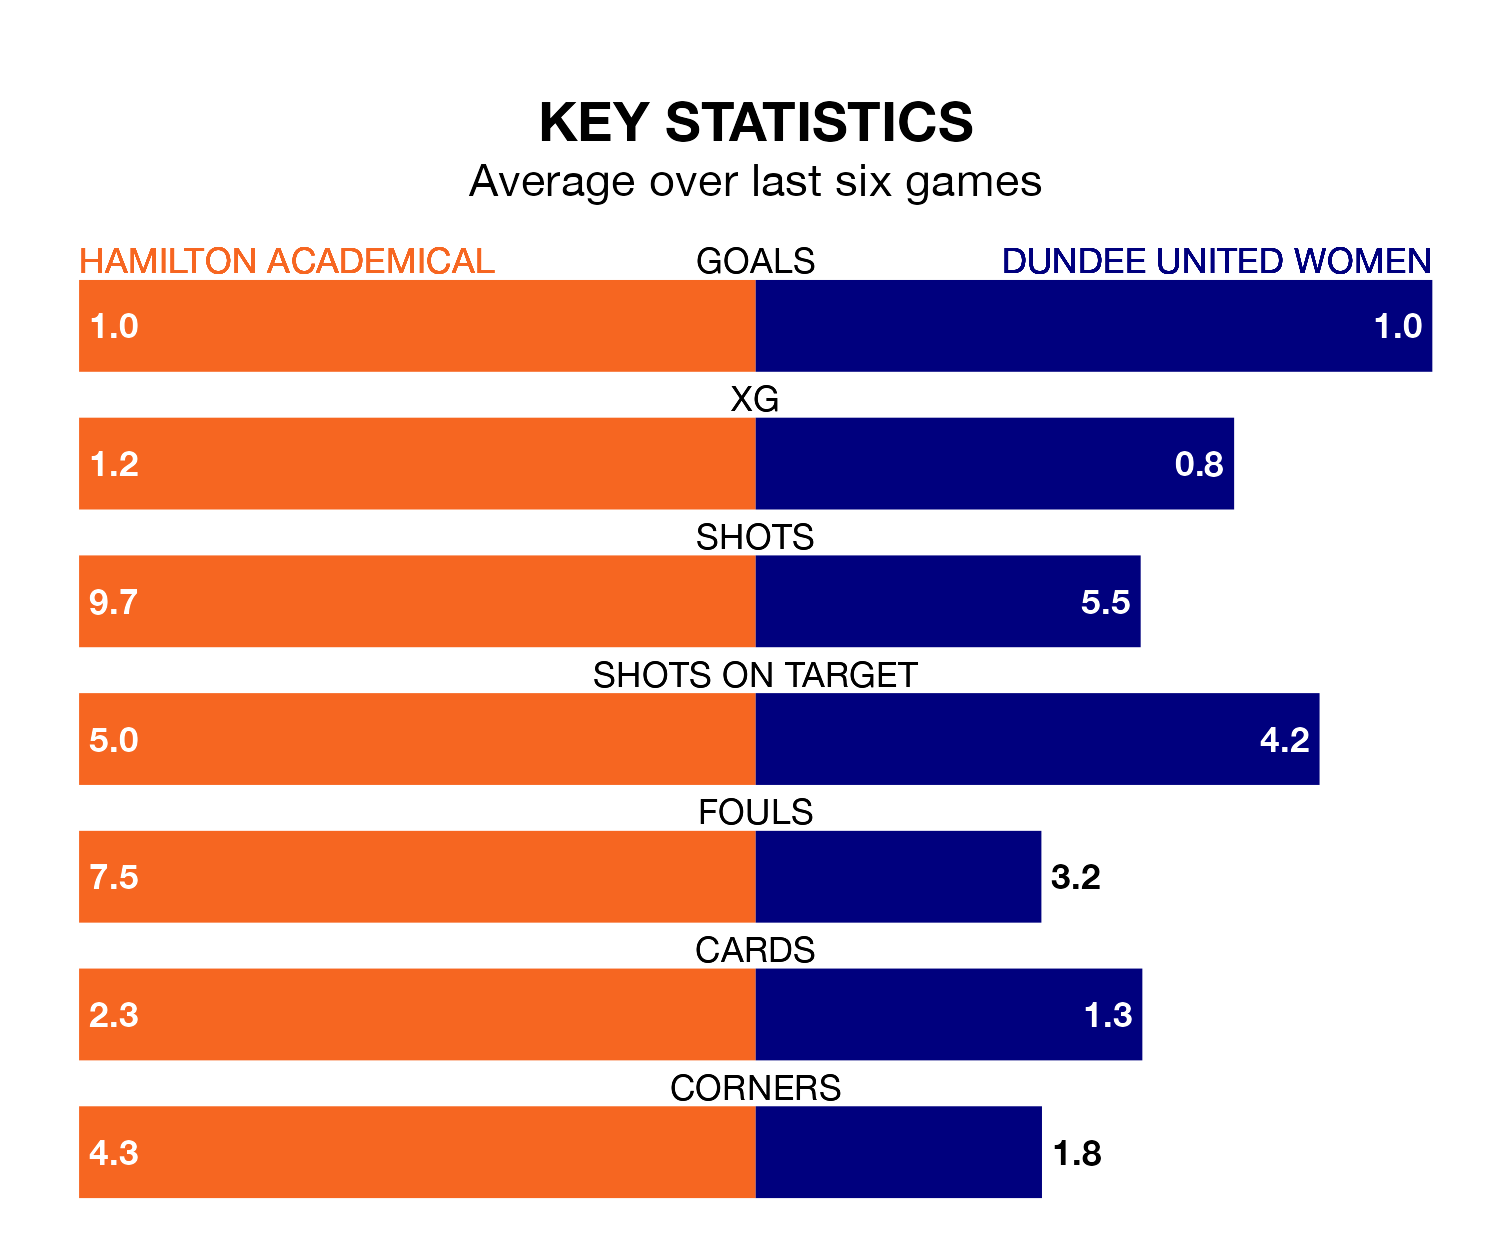 KEY STATISTICS
Average over last six games
HAMILTON ACADEMICAL GOALS DUNDEE UNITED WOMEN
1.0 1.0
XG
1.2 0.8
SHOTS
9.7 5.5
SHOTS ON TARGET
5.0 4.2
FOULS
7.5 3.2
CARDS
2.3 1.3
CORNERS
4.3 1.8